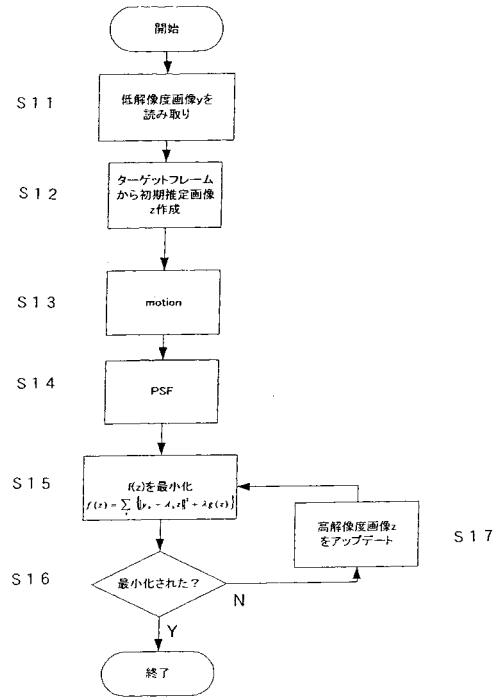 開始
S11
低解像度画像yを
読み取り
S12
ターゲットフレーム
から初期推定画像
z作成
S13
motion
S14
PSF
S15
f(z)を最小化
f(z) = Σ_k {||y_k - A_k z||² + λg(z)}
高解像度画像z
をアップデート
S17
S16
最小化された?
N
Y
終了